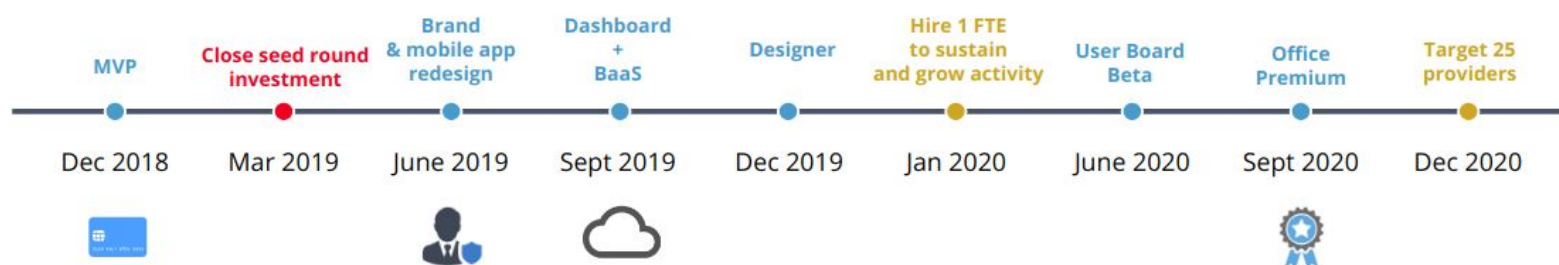 MVP
Close seed round
investment
Brand
& mobile app
redesign
Dashboard
+
BaaS
Designer
Hire 1 FTE
to sustain
and grow activity
User Board
Beta
Office
Premium
Target 25
providers
Dec 2018
Mar 2019
June 2019
Sept 2019
Dec 2019
Jan 2020
June 2020
Sept 2020
Dec 2020